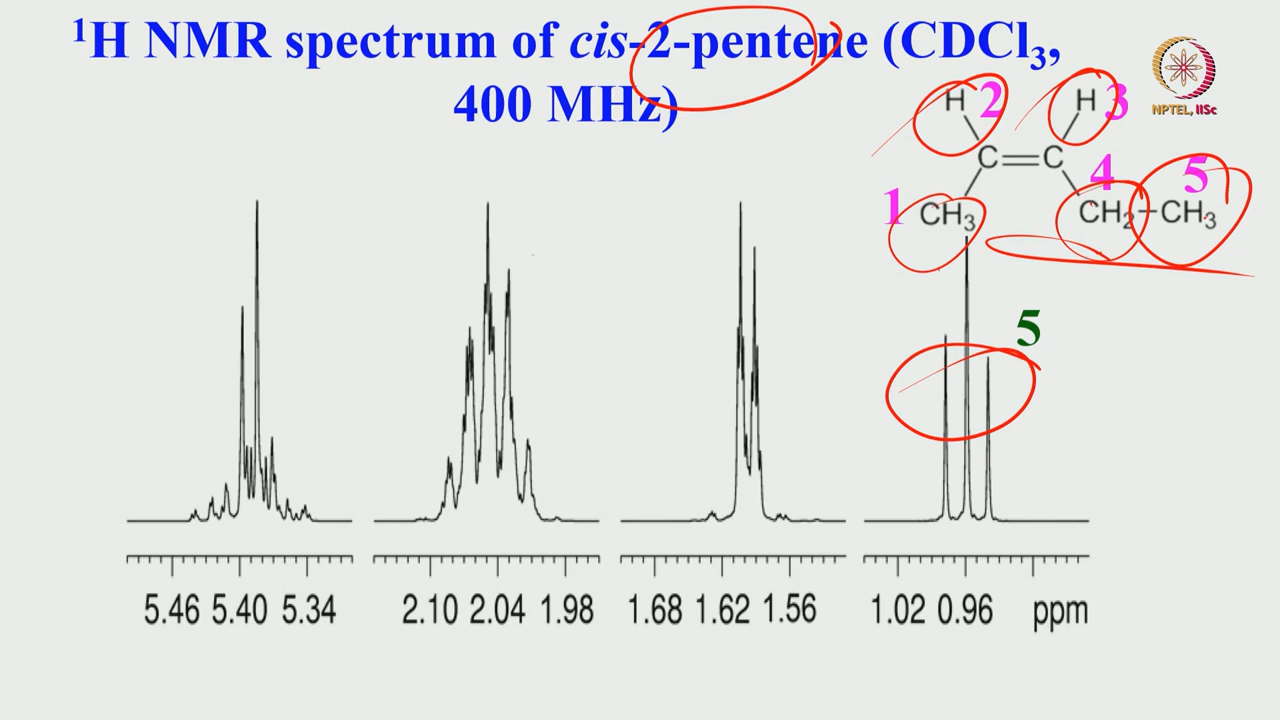 ¹H NMR spectrum of cis-2-pentene (CDCl₃,
400 MHz)
NPTEL, IISc
H 2 H 3
C=C
1 CH₃ 4 CH₂-CH₃ 5
5
5.46 5.40 5.34 2.10 2.04 1.98 1.68 1.62 1.56 1.02 0.96 ppm